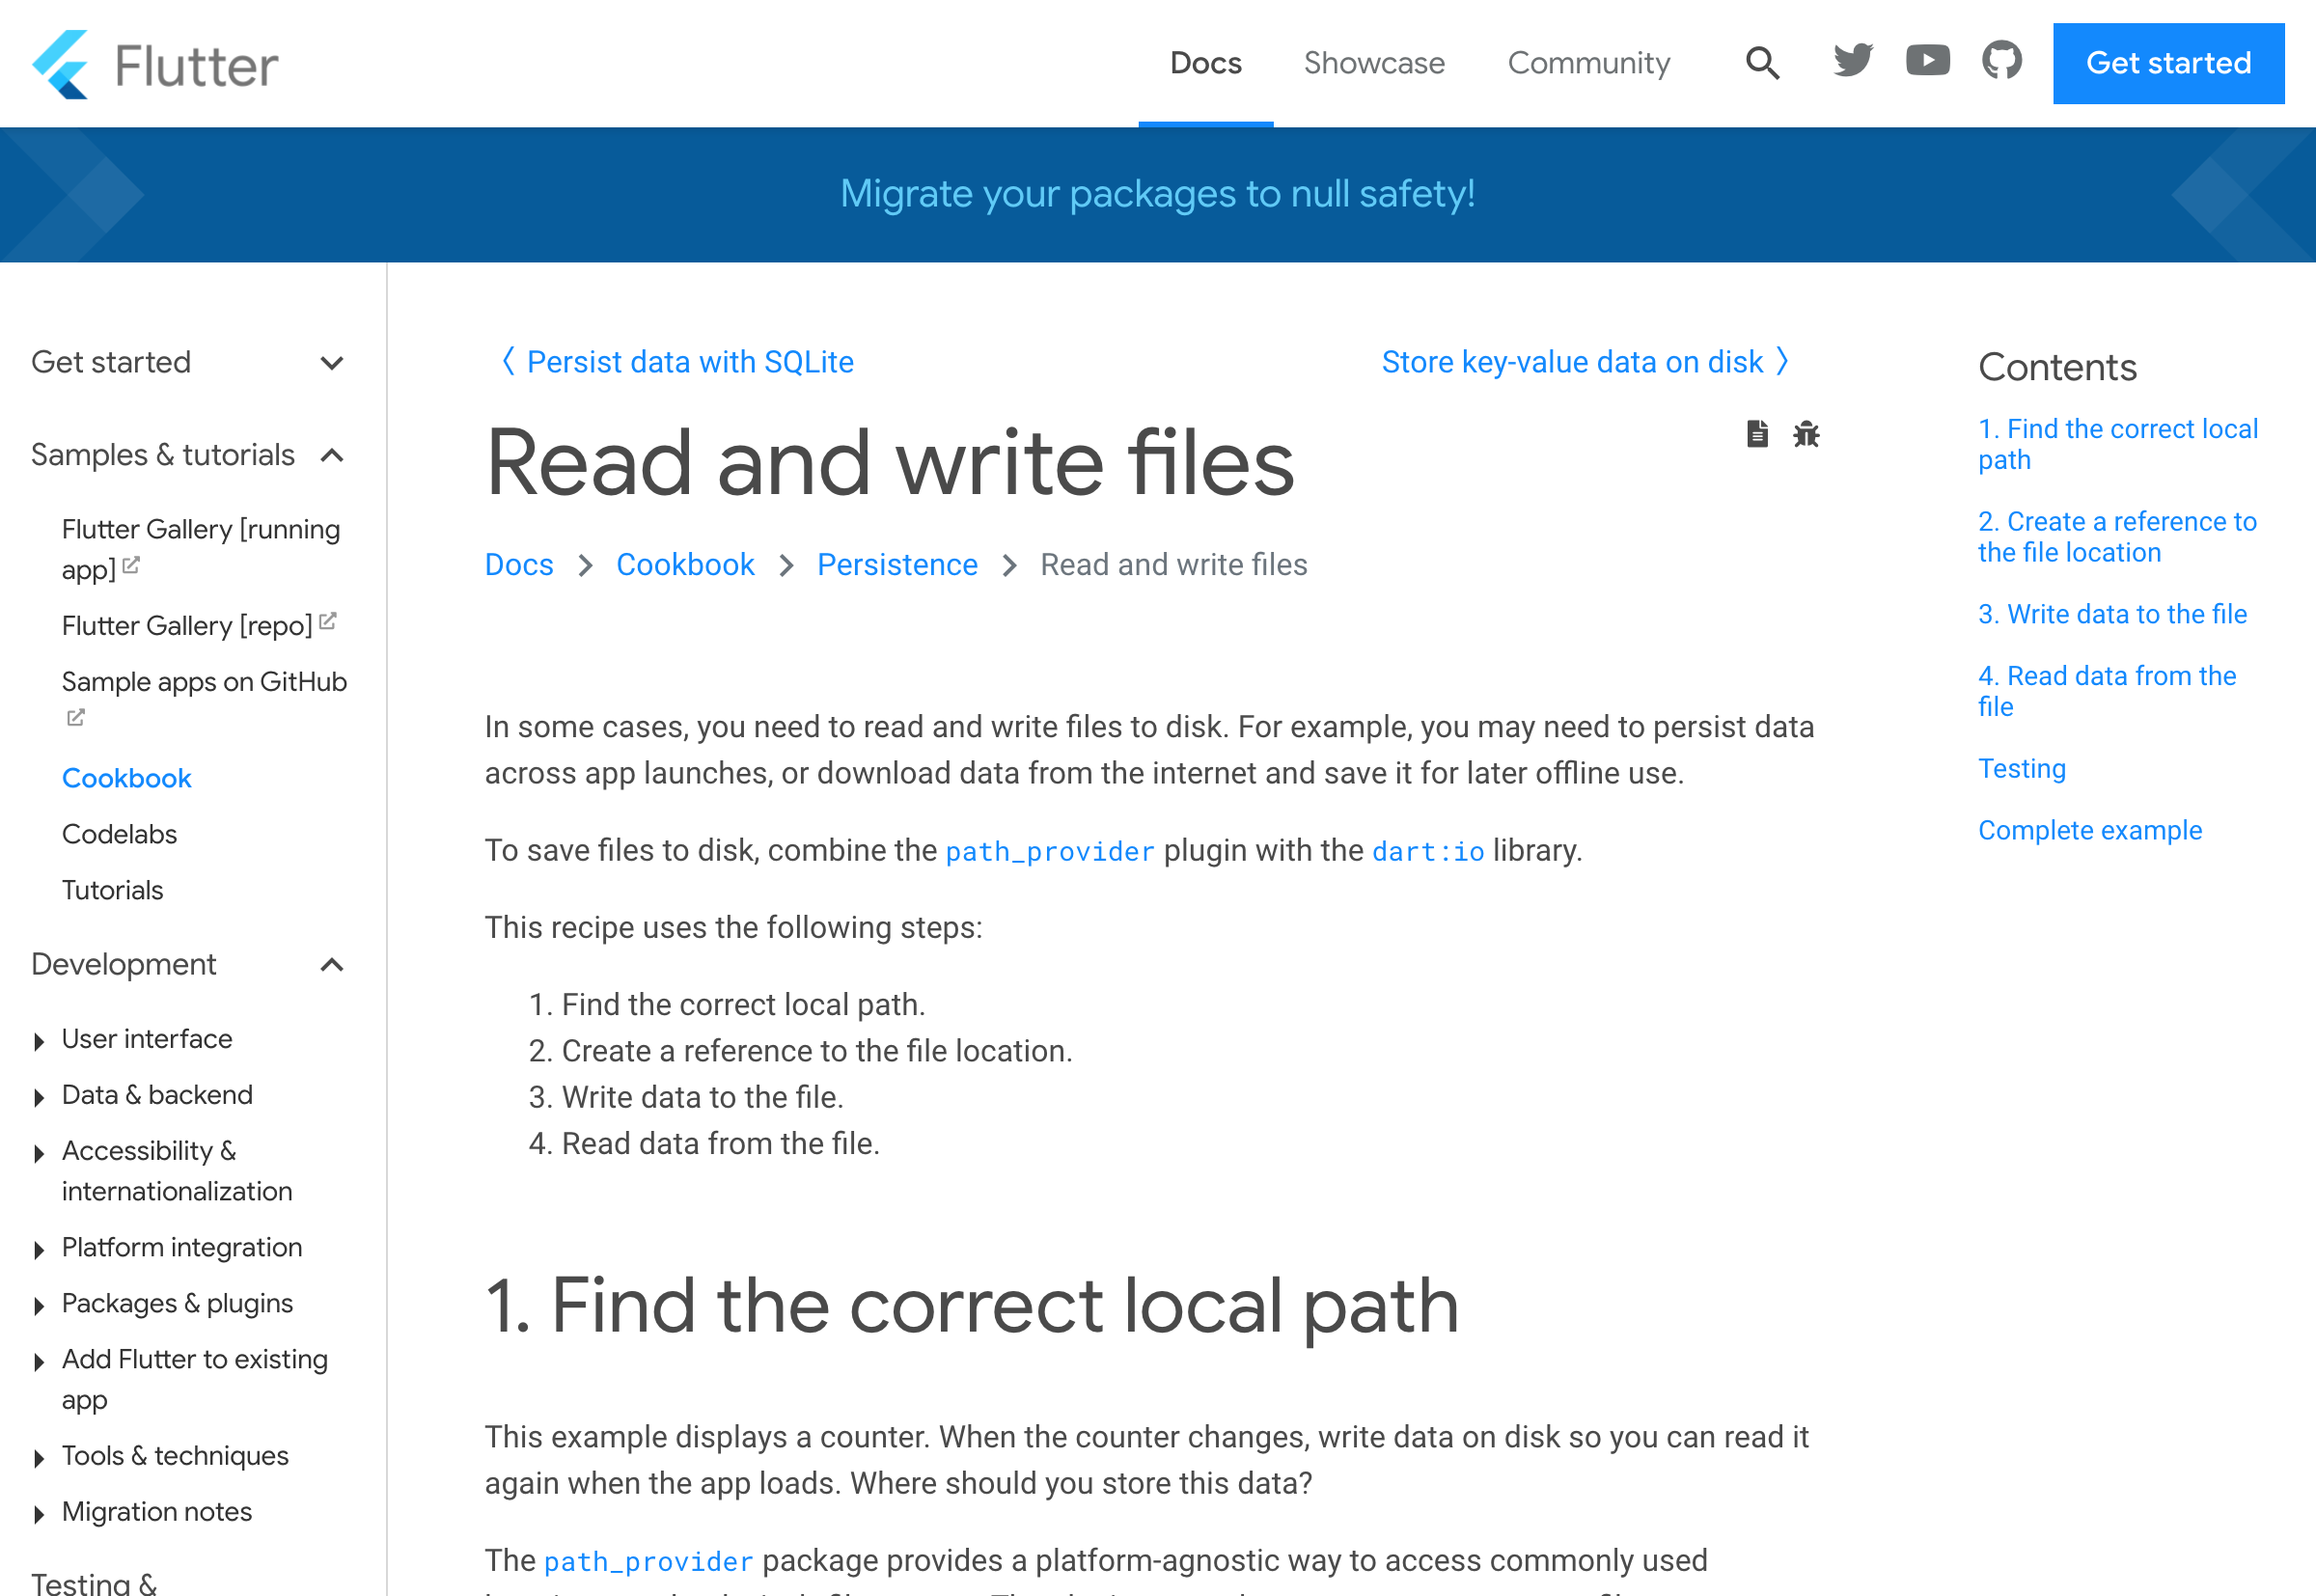 Flutter
Docs
Showcase
Community
Get started
Migrate your packages to null safety!
Get started
Samples & tutorials
Flutter Gallery [running
app]
Flutter Gallery [repo]
Sample apps on GitHub
Cookbook
Codelabs
Tutorials
Development
User interface
Data & backend
Accessibility &
internationalization
Platform integration
Packages & plugins
Add Flutter to existing
app
Tools & techniques
Migration notes
Testing &
〈 Persist data with SQLite
Store key-value data on disk 〉
Read and write files
Docs
Cookbook
Persistence
Read and write files
In some cases, you need to read and write files to disk. For example, you may need to persist data
across app launches, or download data from the internet and save it for later offline use.
To save files to disk, combine the path_provider plugin with the dart:io library.
This recipe uses the following steps:
1. Find the correct local path.
2. Create a reference to the file location.
3. Write data to the file.
4. Read data from the file.
1. Find the correct local path
This example displays a counter. When the counter changes, write data on disk so you can read it
again when the app loads. Where should you store this data?
The path_provider package provides a platform-agnostic way to access commonly used
Contents
1. Find the correct local
path
2. Create a reference to
the file location
3. Write data to the file
4. Read data from the
file
Testing
Complete example